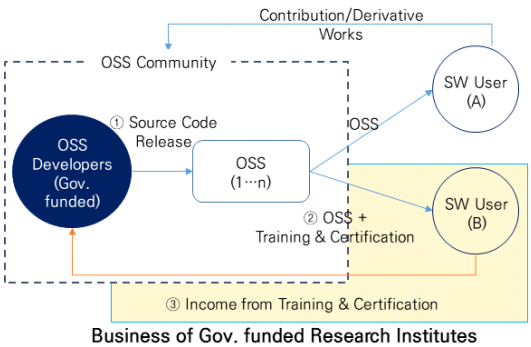 Contribution/Derivative
Works
OSS Community
SW User
(A)
① Source Code
Release
OSS
OSS
Developers
(Gov.
funded)
OSS
(1⋯n)
SW User
(B)
② OSS +
Training & Certification
③ Income from Training & Certification
Business of Gov. funded Research Institutes